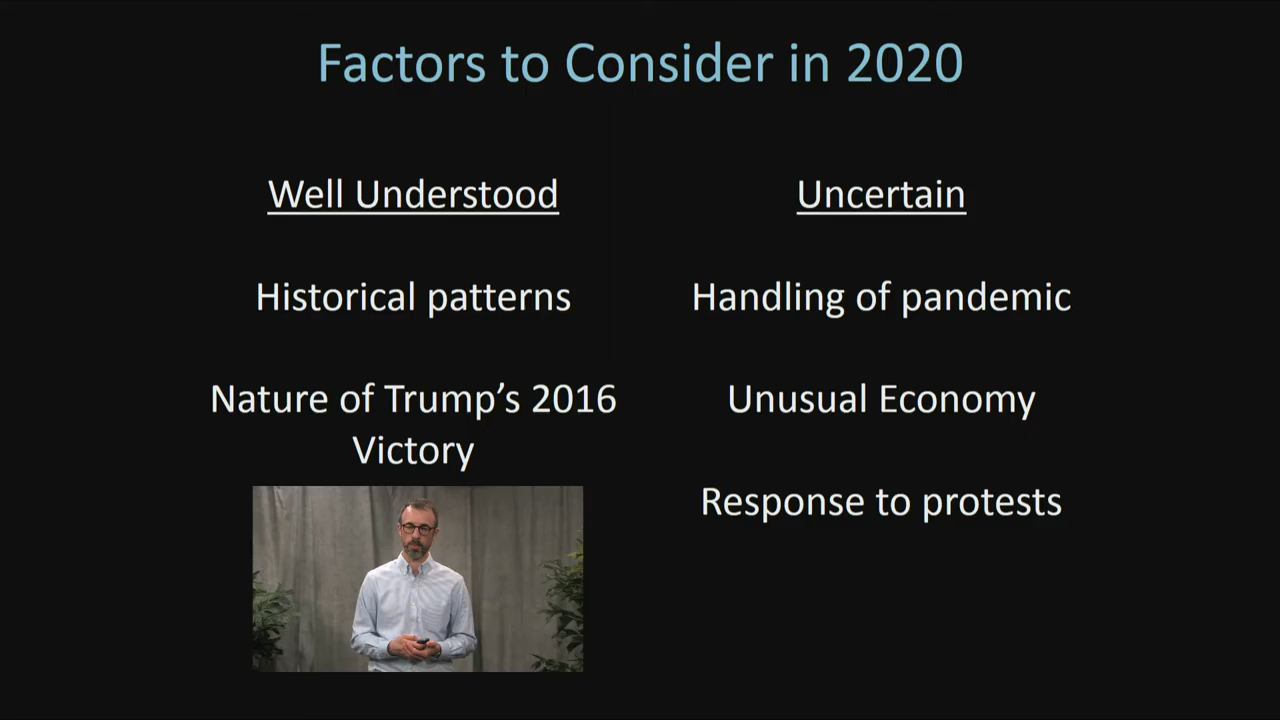 Factors to Consider in 2020
Well Understood
Historical patterns
Nature of Trump’s 2016
Victory
Uncertain
Handling of pandemic
Unusual Economy
Response to protests